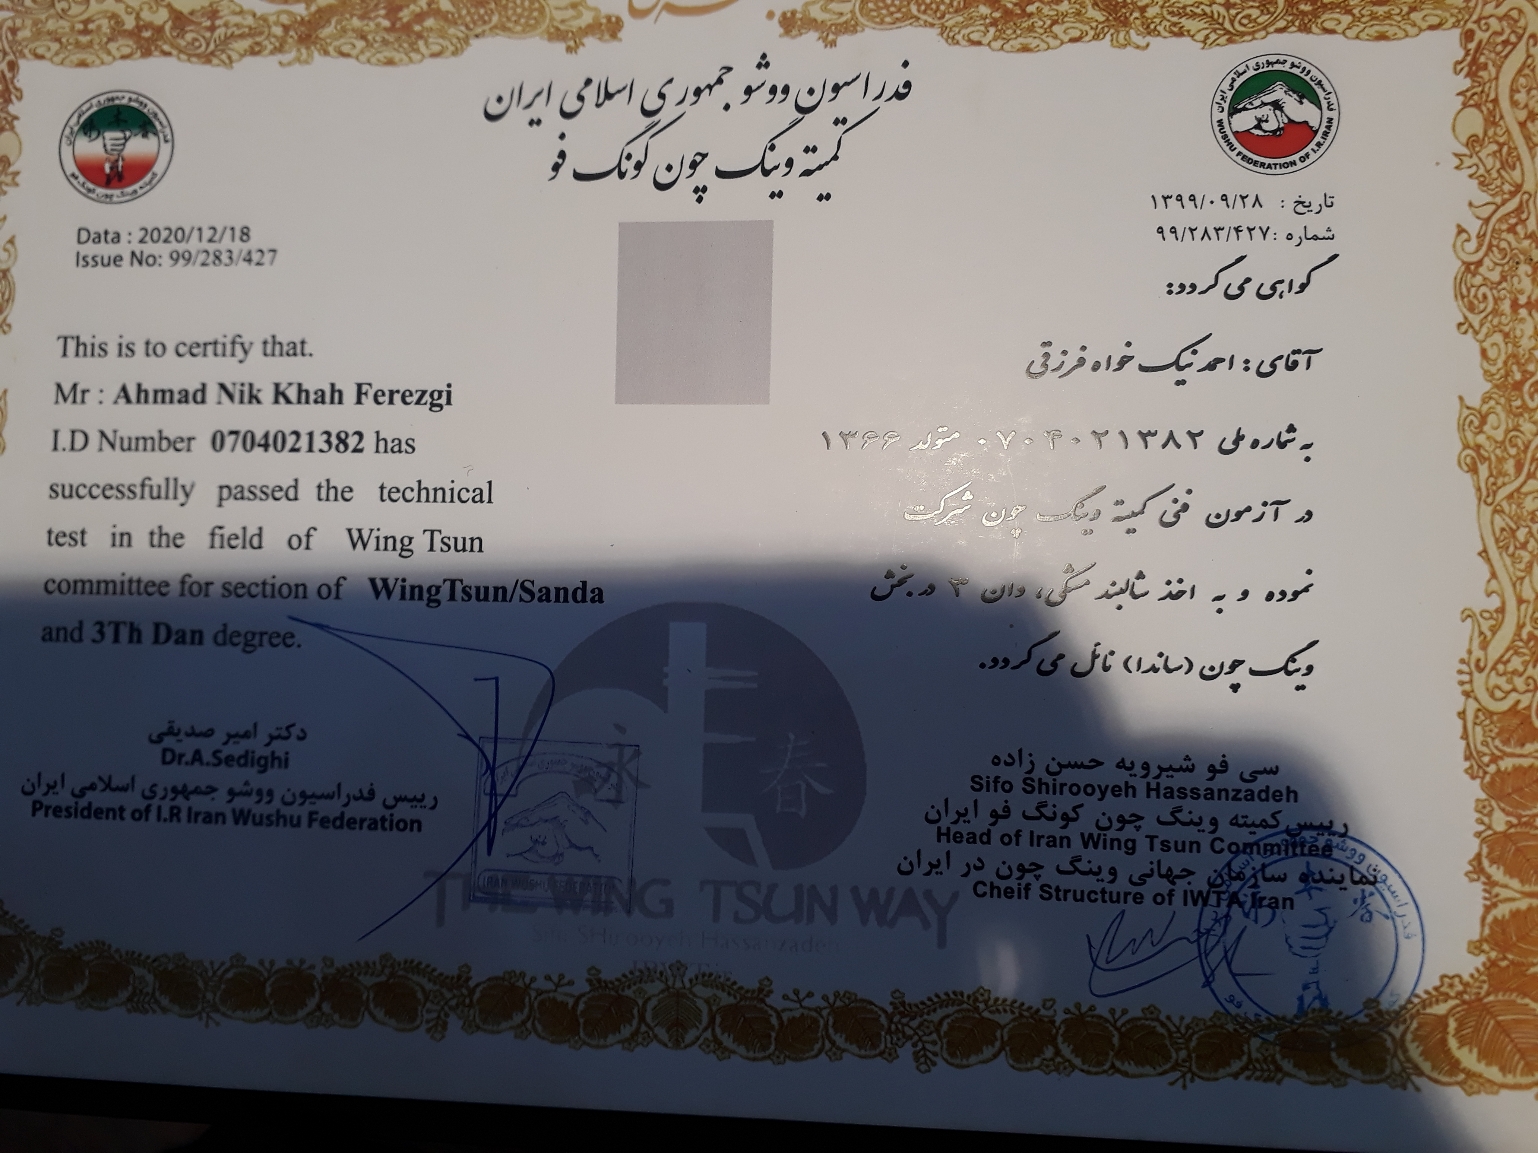 فدراسیون ووشو جمهوری اسلامی ایران
کمیته وینگ چون کونگ فو
WUSHU FEDERATION OF I.R.IRAN
تاریخ : ۱۳۹۹/۰۹/۲۸
شماره :۹۹/۲۸۳/۴۲۷
Data : 2020/12/18
Issue No: 99/283/427
گواهی می گردد:
آقای : احمد نیک خواه فرزقی
به شماره ملی ۰۷۰۴۰۲۱۳۸۲ متولد ۱۳۶۶
در آزمون فنی کمیته وینگ چون شرکت
نموده و به اخذ شالبند مشکی، دان ۳ در بخش
وینگ چون (ساندا) نائل می گردد.
This is to certify that.
Mr : Ahmad Nik Khah Ferezgi
I.D Number 0704021382 has
successfully passed the technical
test in the field of Wing Tsun
committee for section of WingTsun/Sanda
and 3Th Dan degree.
دکتر امیر صدیقی
Dr.A.Sedighi
رییس فدراسیون ووشو جمهوری اسلامی ایران
President of I.R Iran Wushu Federation
سی فو شیرویه حسن زاده
Sifo Shirooyeh Hassanzadeh
رییس کمیته وینگ چون کونگ فو ایران
Head of Iran Wing Tsun Committee
نماینده سازمان جهانی وینگ چون در ایران
Cheif Structure of IWTA Iran
永
春
THE WING TSUN WAY
Sifo SHirooyeh Hassanzadeh